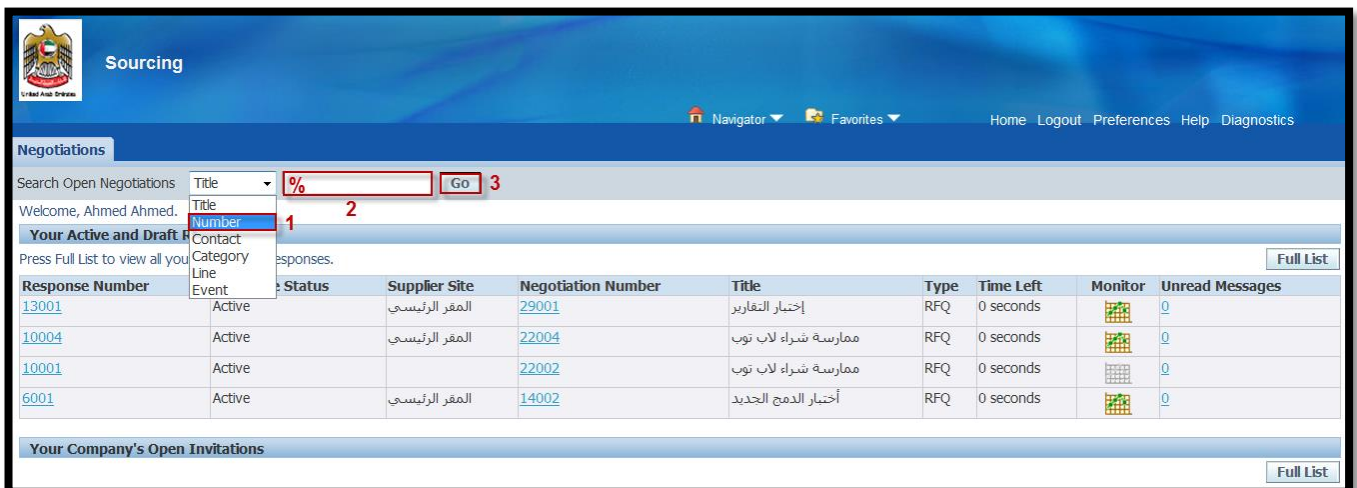 United Arab Emirates
Sourcing
Navigator Favorites Home Logout Preferences Help Diagnostics
Negotiations
Search Open Negotiations Title % Go 3
Welcome, Ahmed Ahmed. Title 2
Number 1
Your Active and Draft R
Contact
Press Full List to view all you Category esponses. Full List
Line
Response Number e Status Supplier Site Negotiation Number Title Type Time Left Monitor Unread Messages
Event
13001 Active المقر الرئيسي 29001 إختبار التقارير RFQ 0 seconds 0
10004 Active المقر الرئيسي 22004 ممارسة شراء لاب توب RFQ 0 seconds 0
10001 Active 22002 ممارسة شراء لاب توب RFQ 0 seconds 0
6001 Active المقر الرئيسي 14002 أختبار الدمج الجديد RFQ 0 seconds 0
Your Company's Open Invitations
Full List